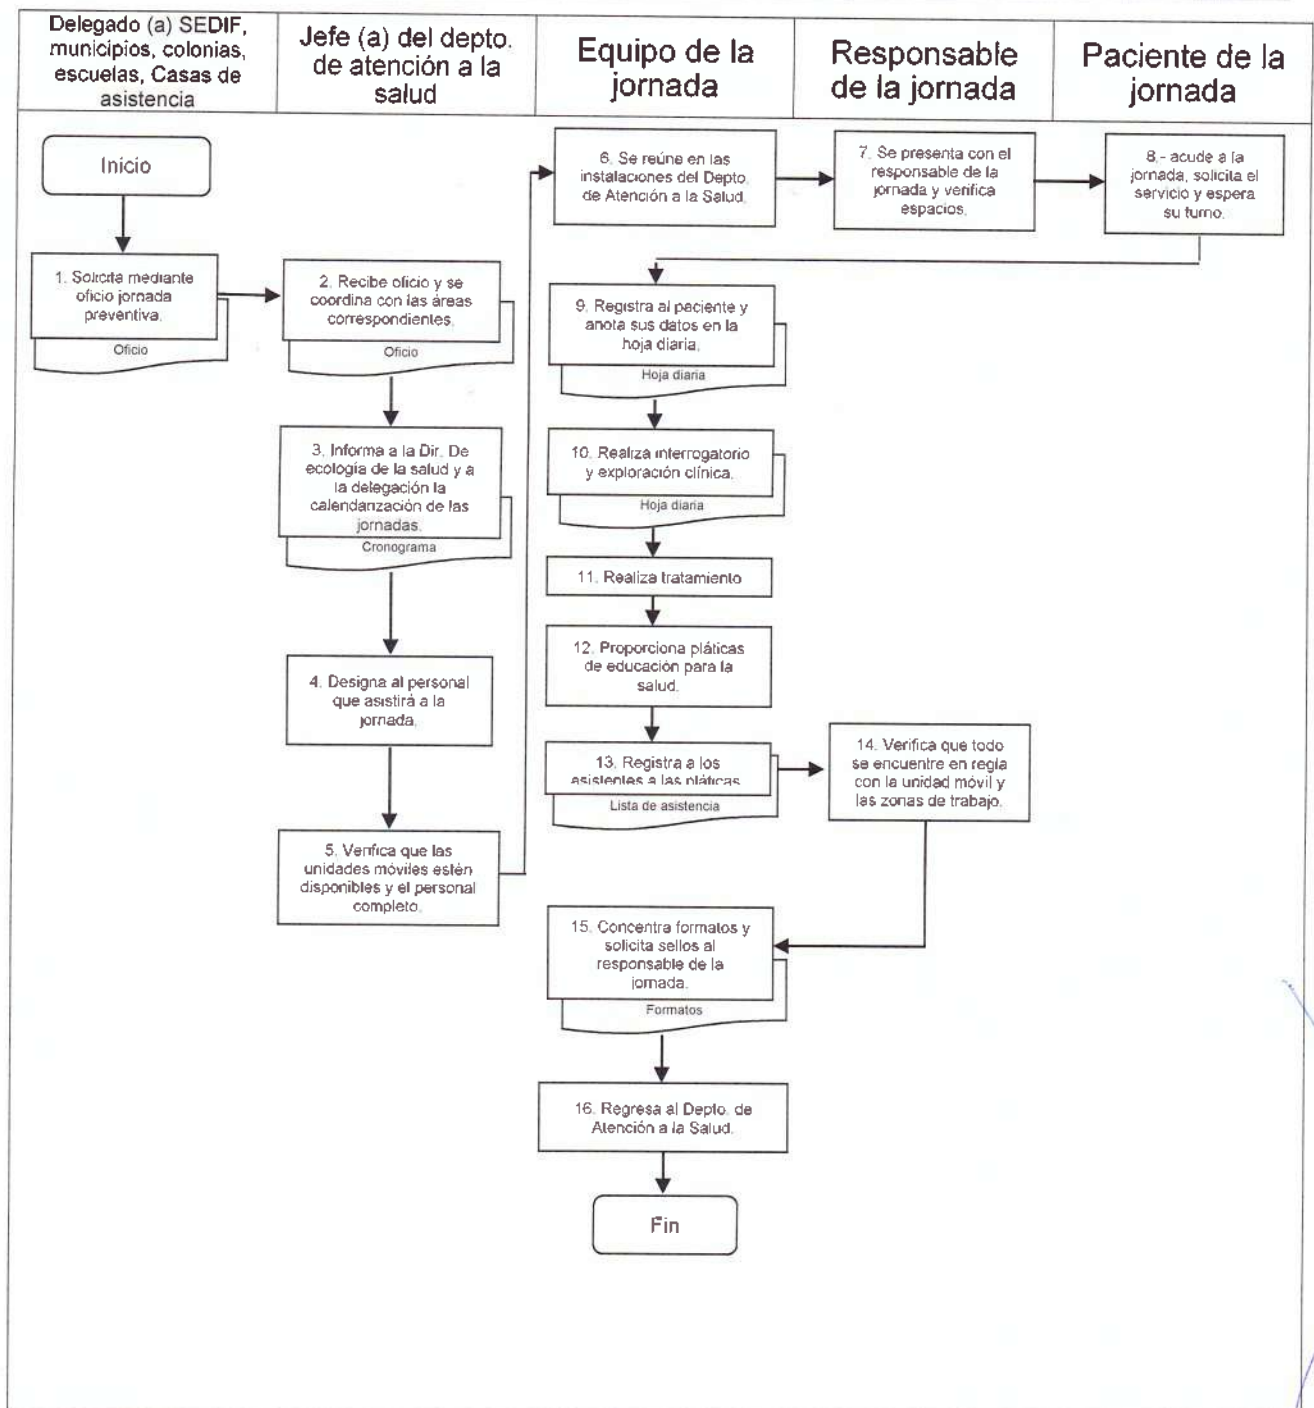 Delegado (a) SEDIF,
municipios, colonias,
escuelas, Casas de
asistencia
Jefe (a) del depto.
de atención a la
salud
Equipo de la
jornada
Responsable
de la jornada
Paciente de la
jornada
Inicio
1. Solicita mediante
oficio jornada
preventiva.
Oficio
2. Recibe oficio y se
coordina con las áreas
correspondientes.
Oficio
3. Informa a la Dir. De
ecología de la salud y a
la delegación la
calendarización de las
jornadas.
Cronograma
4. Designa al personal
que asistirá a la
jornada.
5. Verifica que las
unidades móviles estén
disponibles y el personal
completo.
6. Se reúne en las
instalaciones del Depto.
de Atención a la Salud.
7. Se presenta con el
responsable de la
jornada y verifica
espacios.
8.- acude a la
jornada, solicita el
servicio y espera
su turno.
9. Registra al paciente y
anota sus datos en la
hoja diaria.
Hoja diaria
10. Realiza interrogatorio
y exploración clínica.
Hoja diaria
11. Realiza tratamiento
12. Proporciona pláticas
de educación para la
salud.
13. Registra a los
asistentes a las pláticas
Lista de asistencia
14. Verifica que todo
se encuentre en regla
con la unidad móvil y
las zonas de trabajo.
15. Concentra formatos y
solicita sellos al
responsable de la
jornada.
Formatos
16. Regresa al Depto. de
Atención a la Salud.
Fin